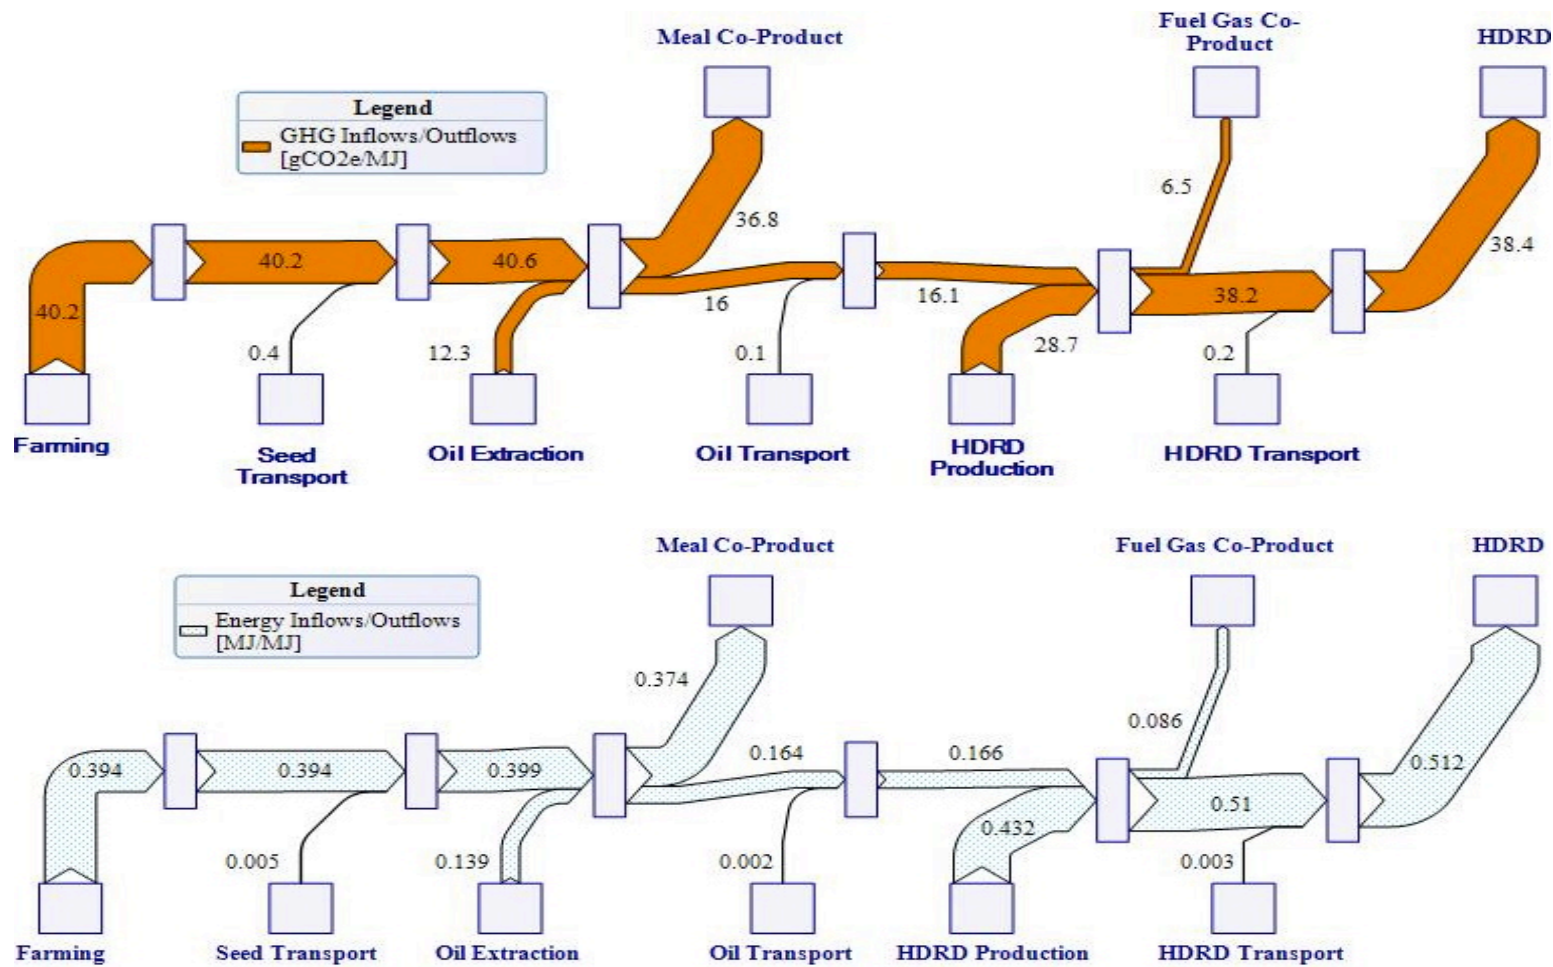 Meal Co-Product
Fuel Gas Co-
Product
HDRD
Legend
GHG Inflows/Outflows
[gCO2e/MJ]
36.8
6.5
38.4
40.2
40.6
16
16.1
38.2
40.2
0.4
12.3
0.1
28.7
0.2
Farming
Seed
Transport
Oil Extraction
Oil Transport
HDRD
Production
HDRD Transport
Meal Co-Product
Fuel Gas Co-Product
HDRD
Legend
Energy Inflows/Outflows
[MJ/MJ]
0.374
0.086
0.512
0.394
0.394
0.399
0.164
0.166
0.51
0.005
0.139
0.002
0.432
0.003
Farming
Seed Transport
Oil Extraction
Oil Transport
HDRD Production
HDRD Transport